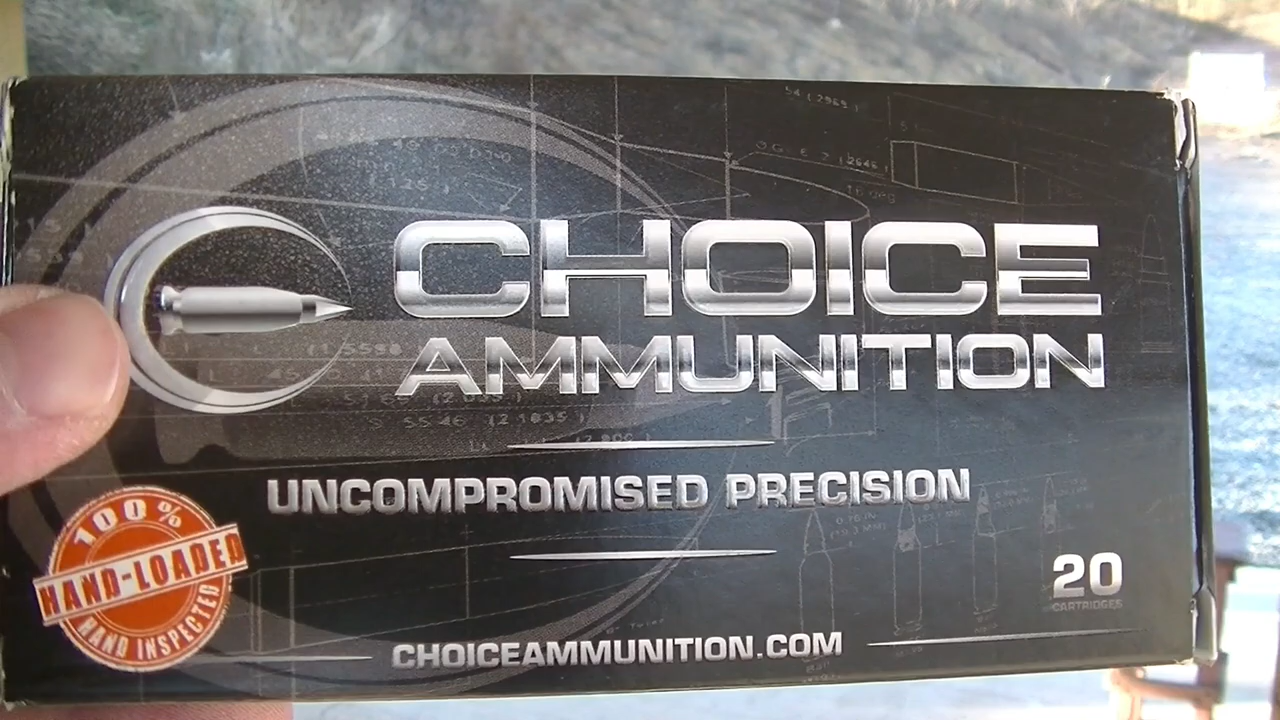 CHOICE
AMMUNITION
UNCOMPROMISED PRECISION
100%
HAND-LOADED
HAND INSPECTED
20
CARTRIDGES
CHOICEAMMUNITION.COM